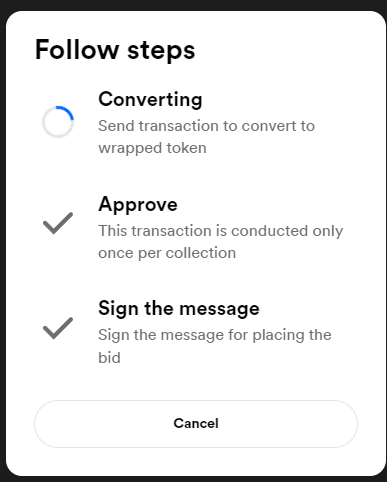 Follow steps
Converting
Send transaction to convert to
wrapped token
Approve
This transaction is conducted only
once per collection
Sign the message
Sign the message for placing the
bid
Cancel